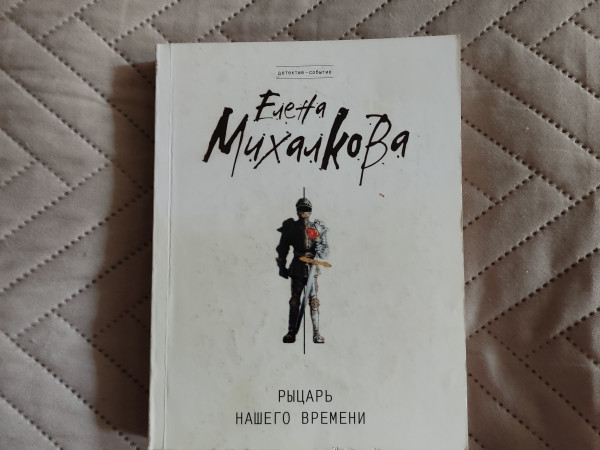 детектив-событие
Елена
Михалкова
РЫЦАРЬ
НАШЕГО ВРЕМЕНИ